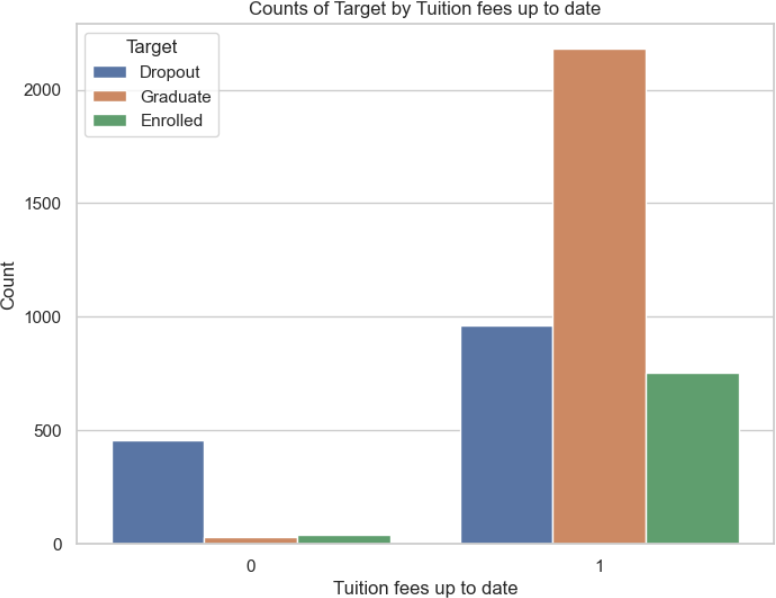 Counts of Target by Tuition fees up to date
Target
Dropout
Graduate
Enrolled
2000
1500
1000
500
0
Count
0 1
Tuition fees up to date